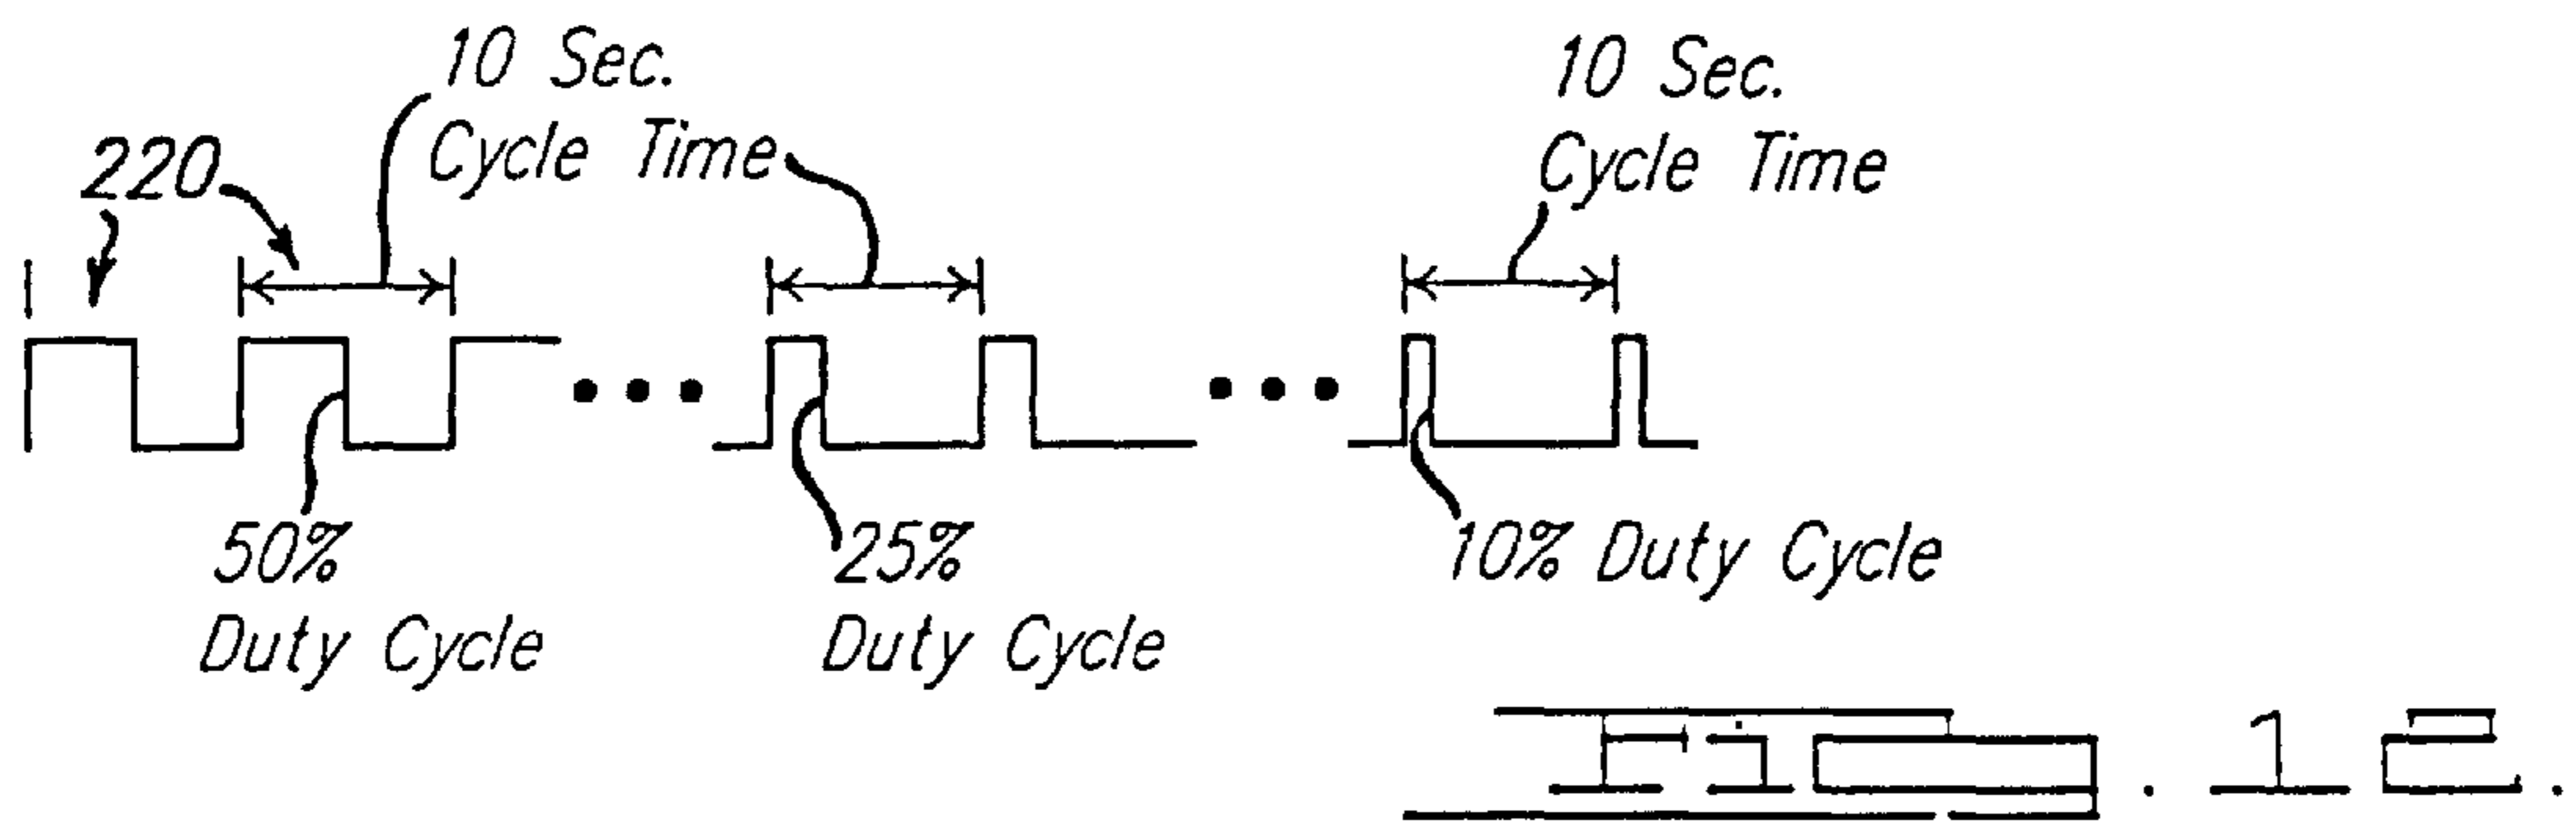 10 Sec.
Cycle Time
10 Sec.
Cycle Time
220
50%
Duty Cycle
25%
Duty Cycle
10% Duty Cycle
Fig. 12.